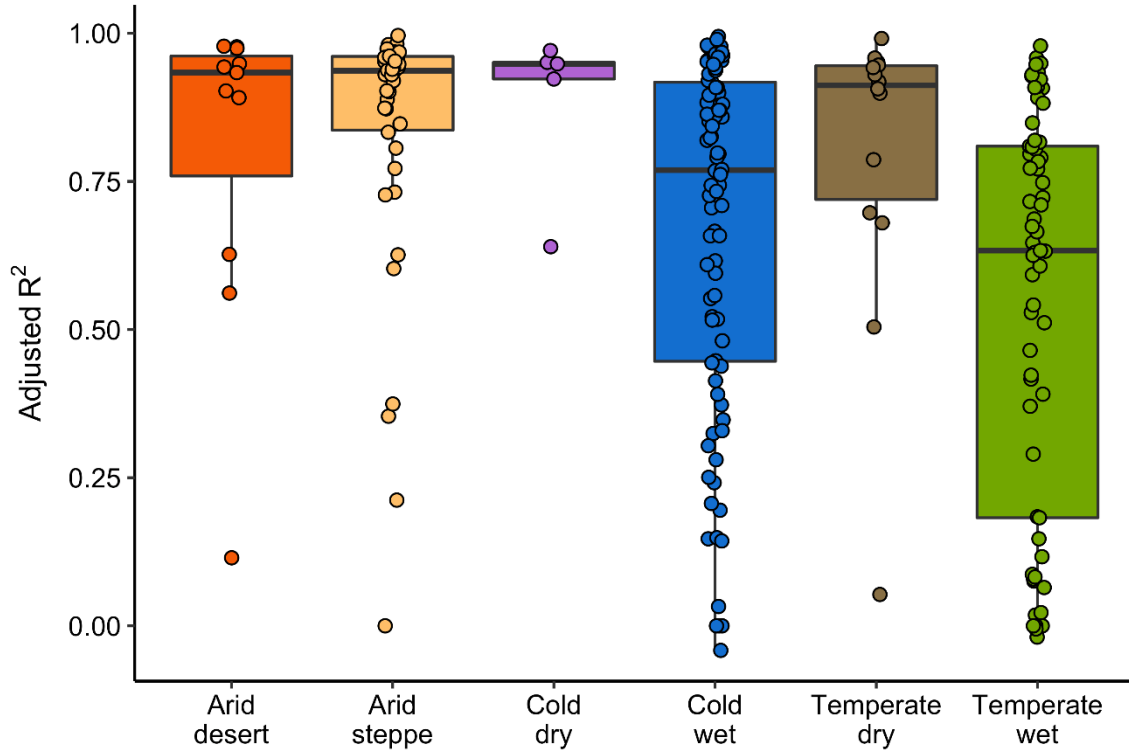 Adjusted R²
1.00
0.75
0.50
0.25
0.00
Arid
desert
Arid
steppe
Cold
dry
Cold
wet
Temperate
dry
Temperate
wet